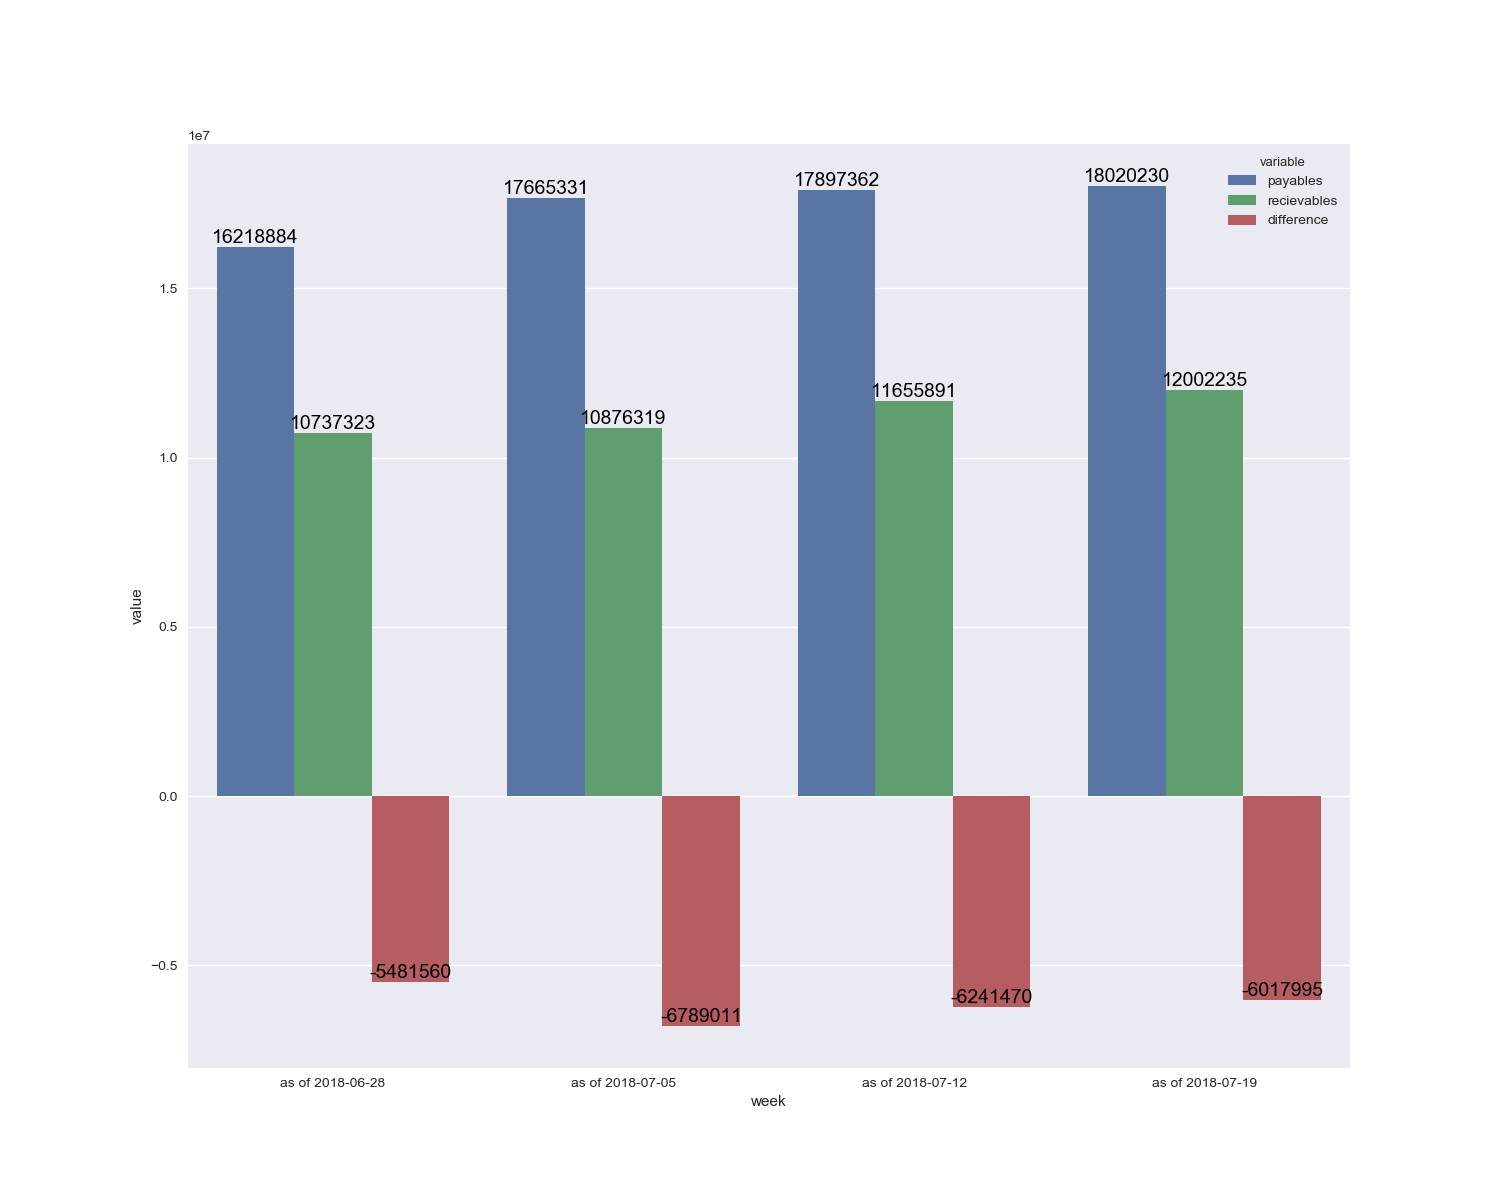 1e7
variable
payables
recievables
difference
18020230
17897362
17665331
16218884
12002235
11655891
10876319
10737323
1.5
1.0
0.5
0.0
−0.5
value
-5481560
-6789011
-6241470
-6017995
as of 2018-06-28
as of 2018-07-05
as of 2018-07-12
as of 2018-07-19
week